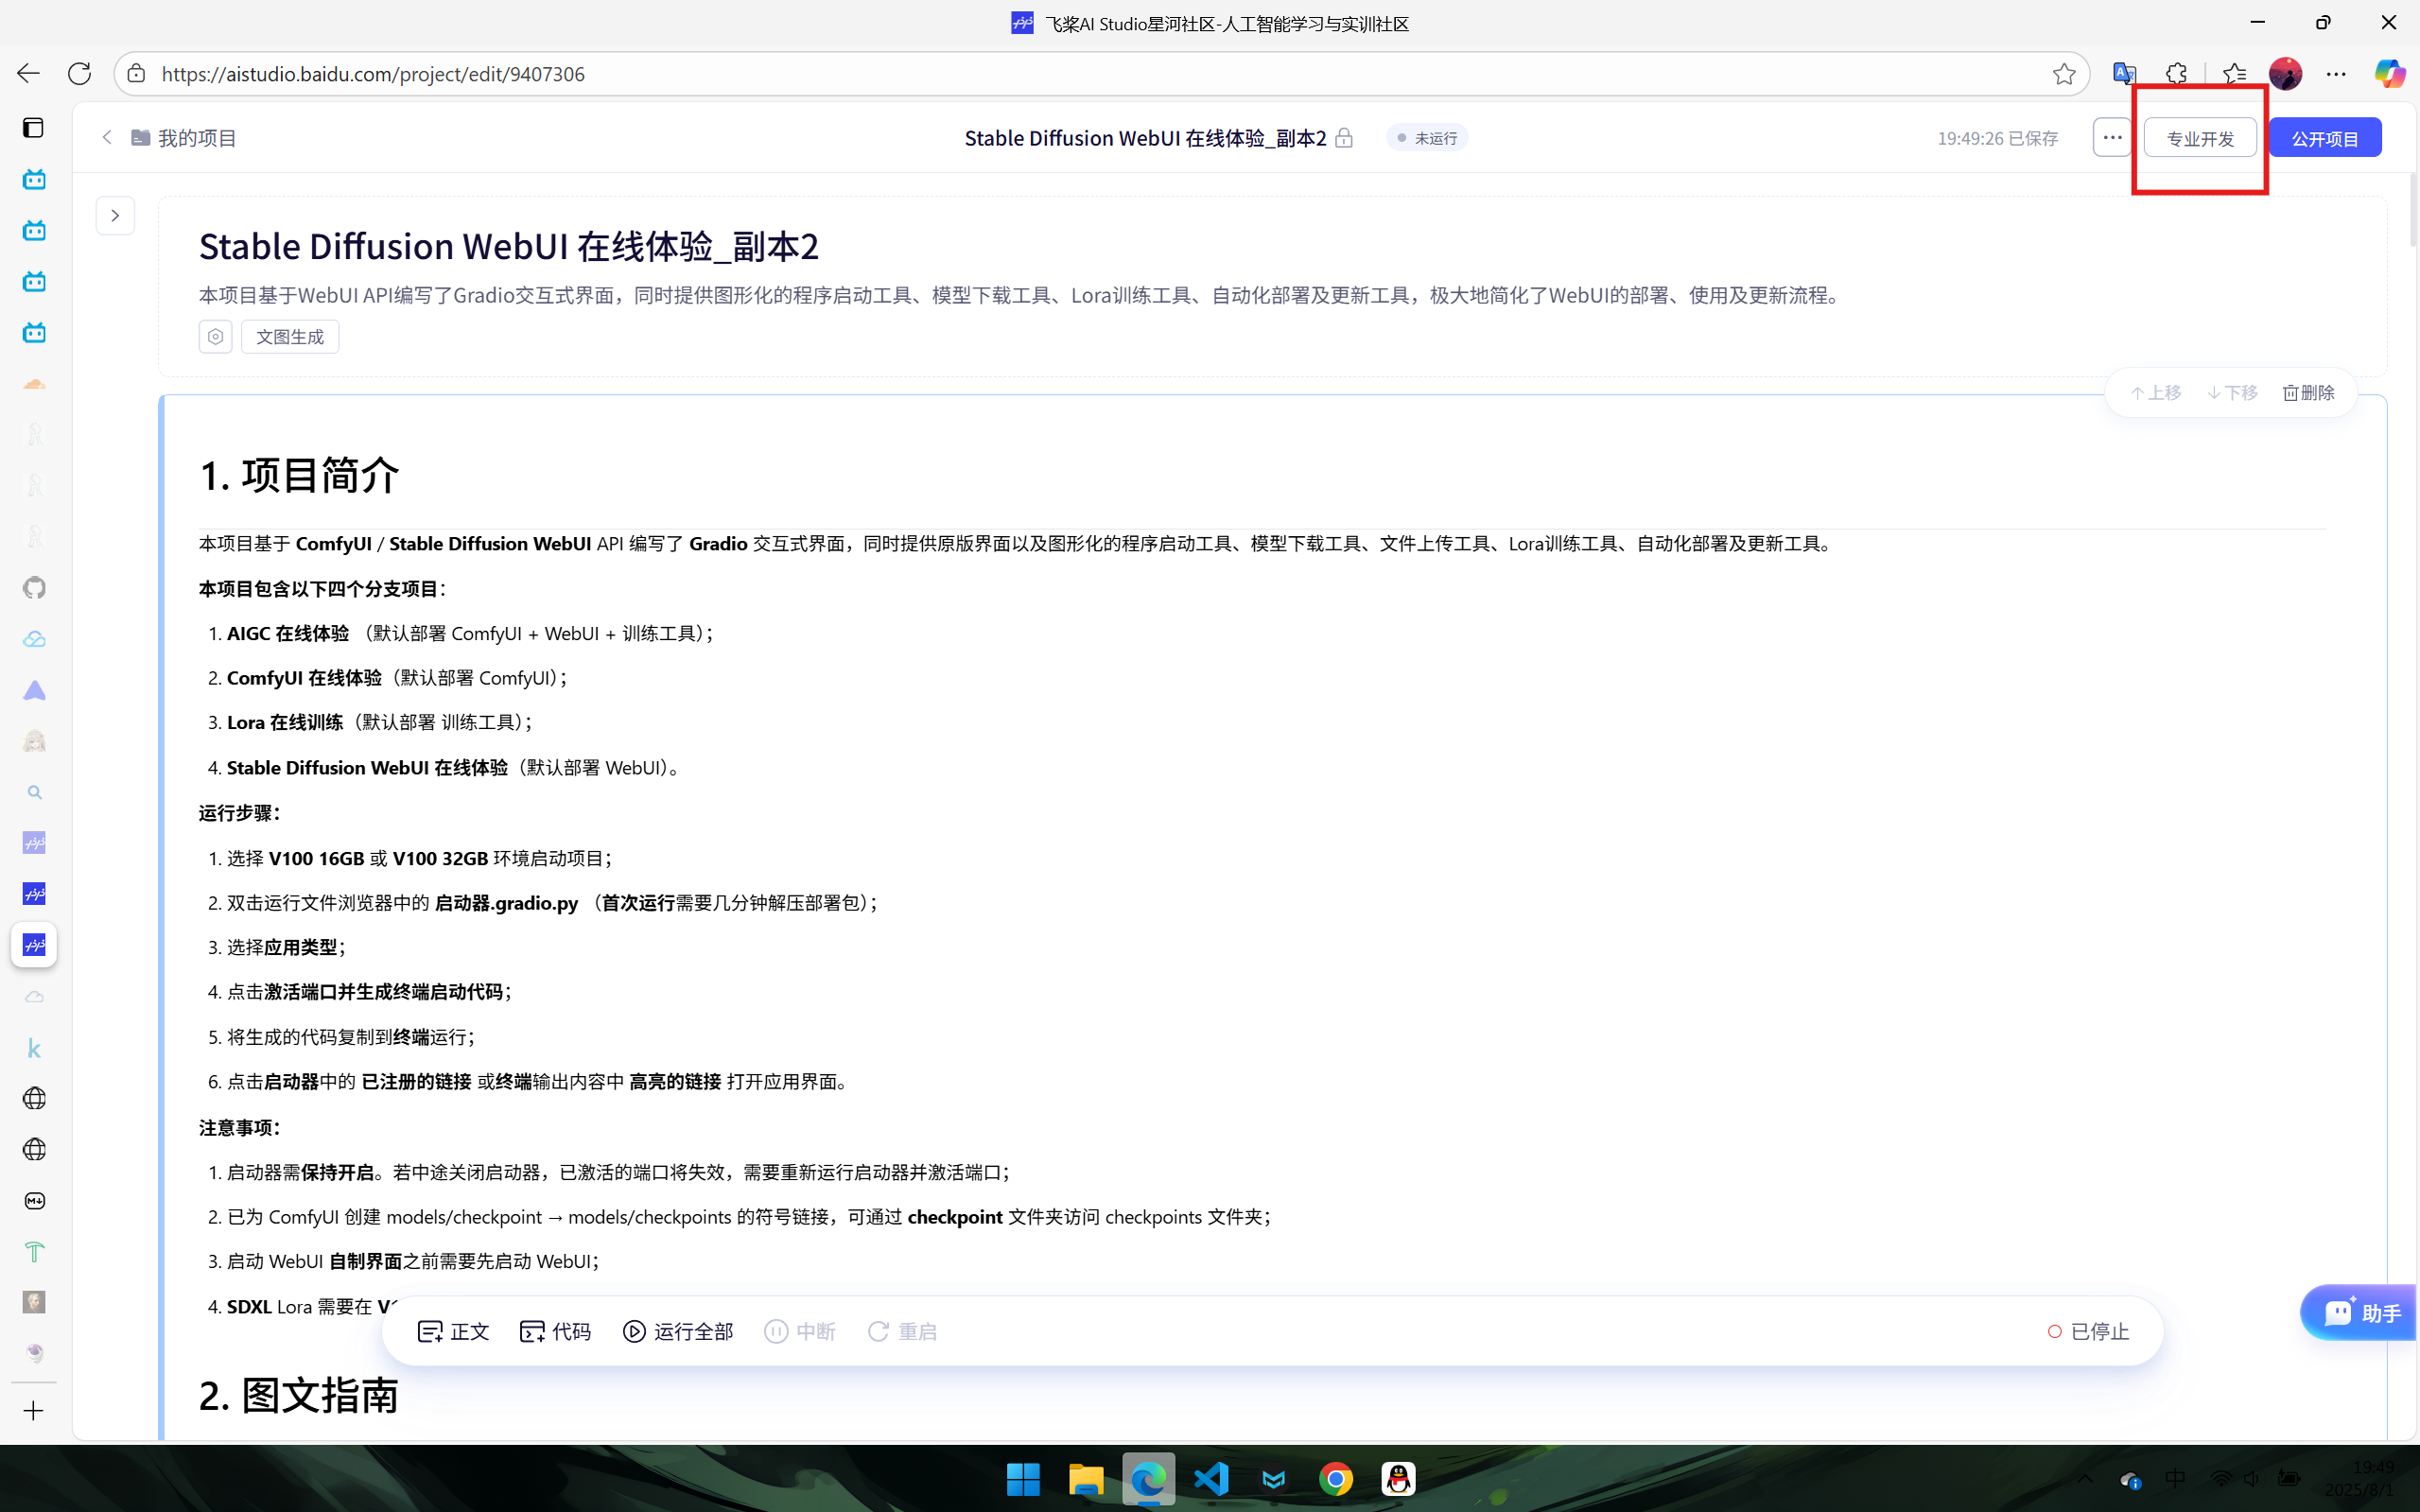 飞桨AI Studio星河社区-人工智能学习与实训社区
https://aistudio.baidu.com/project/edit/9407306
我的项目
Stable Diffusion WebUI 在线体验_副本2
未运行
19:49:26 已保存
专业开发
公开项目
Stable Diffusion WebUI 在线体验_副本2
本项目基于WebUI API编写了Gradio交互式界面，同时提供图形化的程序启动工具、模型下载工具、Lora训练工具、自动化部署及更新工具，极大地简化了WebUI的部署、使用及更新流程。
文图生成
上移 下移 删除
1. 项目简介
本项目基于 ComfyUI / Stable Diffusion WebUI API 编写了 Gradio 交互式界面，同时提供原版界面以及图形化的程序启动工具、模型下载工具、文件上传工具、Lora训练工具、自动化部署及更新工具。
本项目包含以下四个分支项目：
1. AIGC 在线体验 （默认部署 ComfyUI + WebUI + 训练工具）；
2. ComfyUI 在线体验（默认部署 ComfyUI）；
3. Lora 在线训练（默认部署 训练工具）；
4. Stable Diffusion WebUI 在线体验（默认部署 WebUI）。
运行步骤：
1. 选择 V100 16GB 或 V100 32GB 环境启动项目；
2. 双击运行文件浏览器中的 启动器.gradio.py （首次运行需要几分钟解压部署包）；
3. 选择应用类型；
4. 点击激活端口并生成终端启动代码；
5. 将生成的代码复制到终端运行；
6. 点击启动器中的 已注册的链接 或终端输出内容中 高亮的链接 打开应用界面。
注意事项：
1. 启动器需保持开启。若中途关闭启动器，已激活的端口将失效，需要重新运行启动器并激活端口；
2. 已为 ComfyUI 创建 models/checkpoint → models/checkpoints 的符号链接，可通过 checkpoint 文件夹访问 checkpoints 文件夹；
3. 启动 WebUI 自制界面之前需要先启动 WebUI；
4. SDXL Lora 需要在
正文 代码 运行全部 中断 重启
已停止
助手
2. 图文指南
中
19:49
2025/8/1